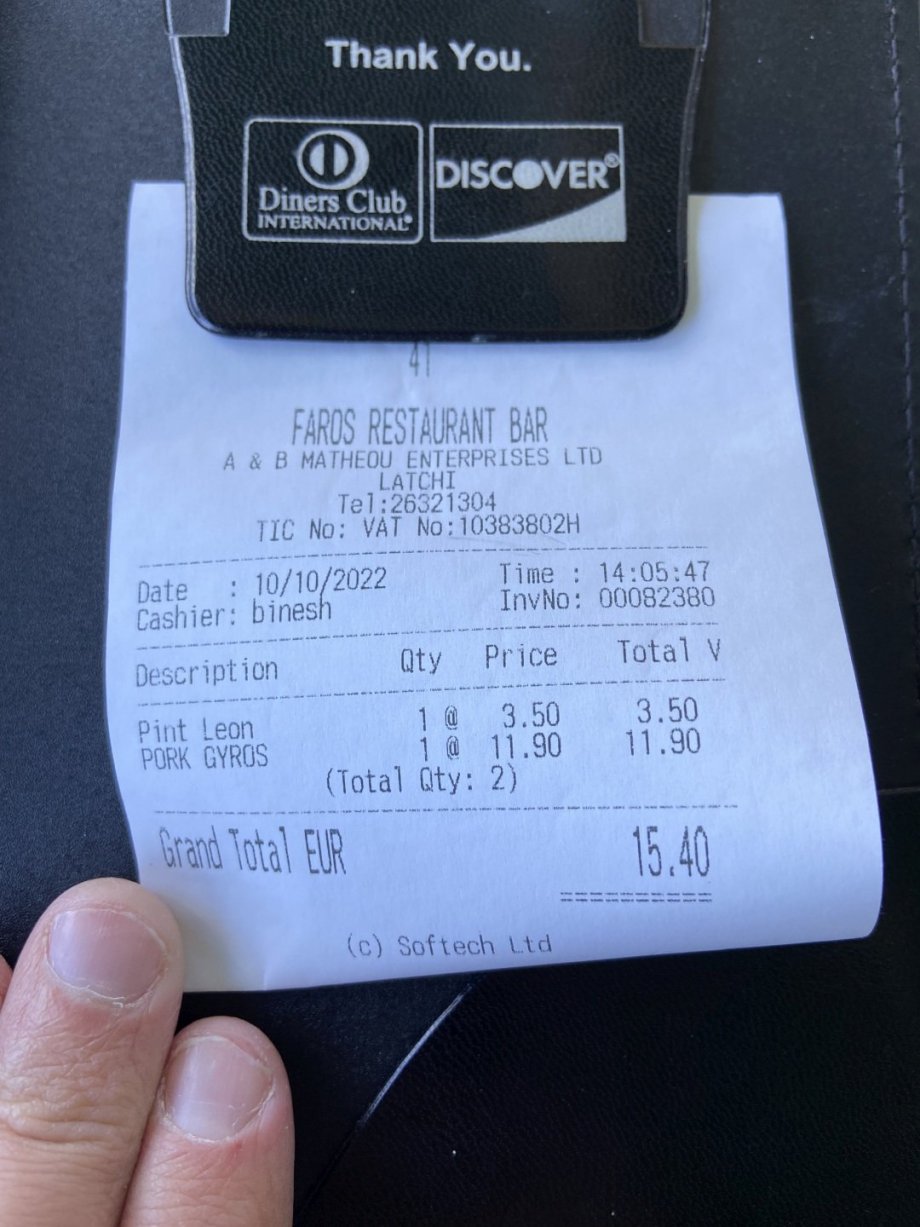 Thank You.
Diners Club
INTERNATIONAL®
DISCOVER®
41
FAROS RESTAURANT BAR
A & B MATHEOU ENTERPRISES LTD
LATCHI
Tel:26321304
TIC No: VAT No:10383802H
Date : 10/10/2022 Time : 14:05:47
Cashier: binesh InvNo: 00082380
Description Qty Price Total V
Pint Leon 1 @ 3.50 3.50
PORK GYROS 1 @ 11.90 11.90
(Total Qty: 2)
Grand Total EUR 15.40
(c) Softech Ltd